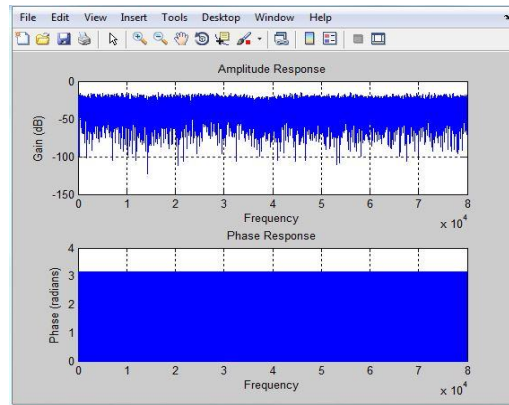 File Edit View Insert Tools Desktop Window Help
Amplitude Response
0
-50
-100
-150
Gain (dB)
0 1 2 3 4 5 6 7 8
Frequency
x 10^4
Phase Response
4
3
2
1
0
Phase (radians)
0 1 2 3 4 5 6 7 8
Frequency
x 10^4